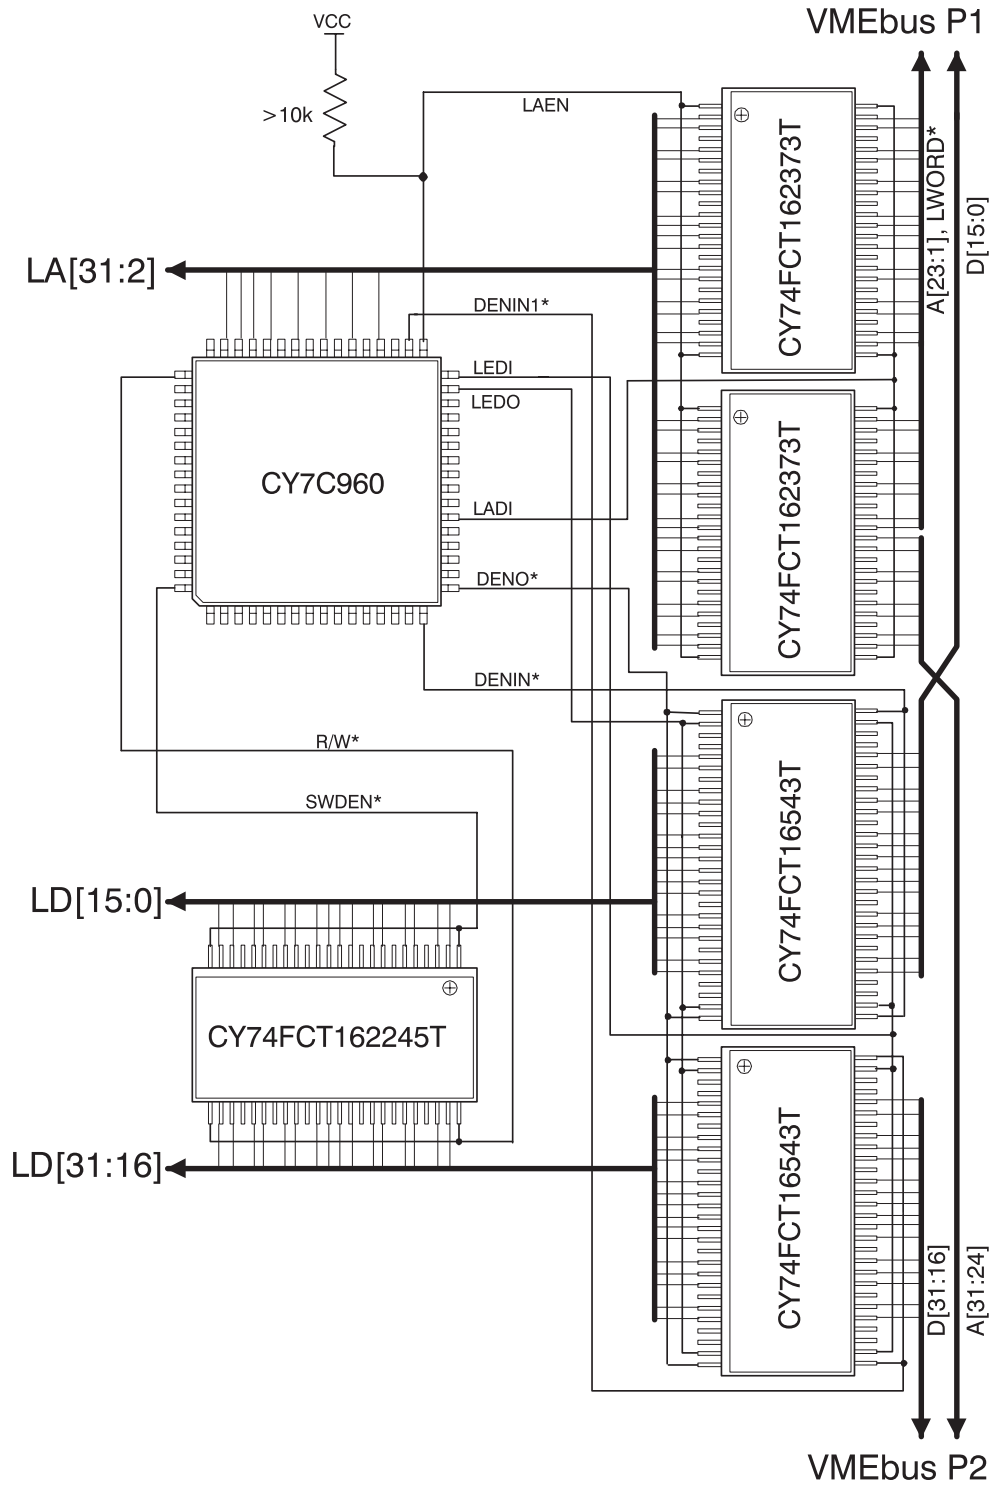 VMEbus P1
VCC
>10k
LAEN
CY74FCT162373T
A[23:1], LWORD*
D[15:0]
LA[31:2]
DENIN1*
LEDI
LEDO
CY7C960
CY74FCT162373T
LADI
DENO*
DENIN*
R/W*
SWDEN*
CY74FCT16543T
LD[15:0]
CY74FCT162245T
CY74FCT16543T
LD[31:16]
D[31:16]
A[31:24]
VMEbus P2